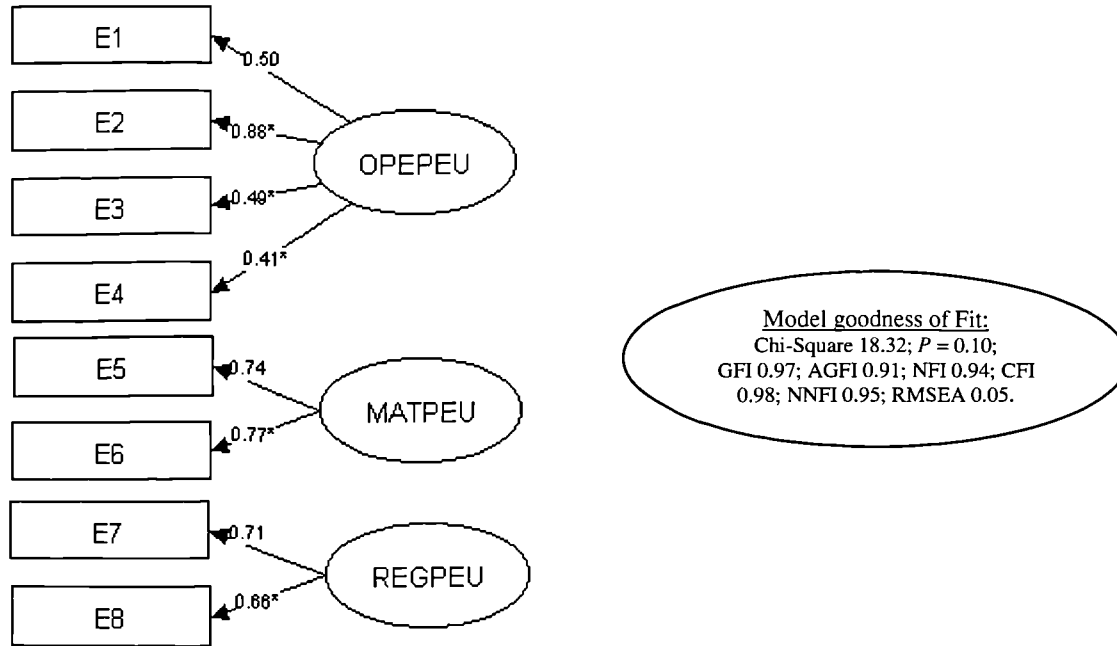 E1
0.50
E2
0.88*
OPEPEU
E3
0.49*
E4
0.41*
E5
0.74
MATPEU
E6
0.77*
E7
0.71
REGPEU
E8
0.66*
Model goodness of Fit:
Chi-Square 18.32; P = 0.10;
GFI 0.97; AGFI 0.91; NFI 0.94; CFI
0.98; NNFI 0.95; RMSEA 0.05.